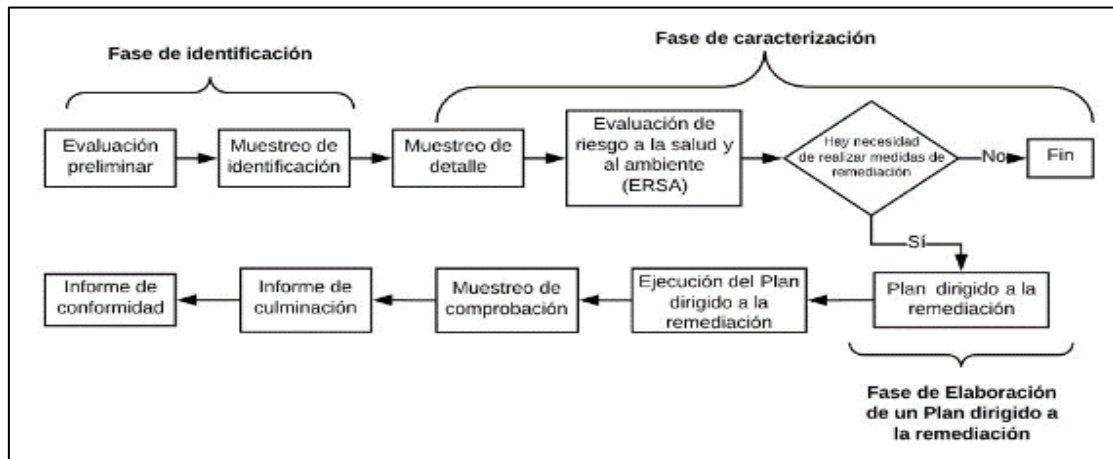 Fase de identificación
Fase de caracterización
Evaluación
preliminar
Muestreo de
identificación
Muestreo de
detalle
Evaluación de
riesgo a la salud y
al ambiente
(ERSA)
Hay necesidad
de realizar medidas de
remediación
No
Fin
Sí
Informe de
conformidad
Informe de
culminación
Muestreo de
comprobación
Ejecución del Plan
dirigido a la
remediación
Plan dirigido a la
remediación
Fase de Elaboración
de un Plan dirigido a
la remediación